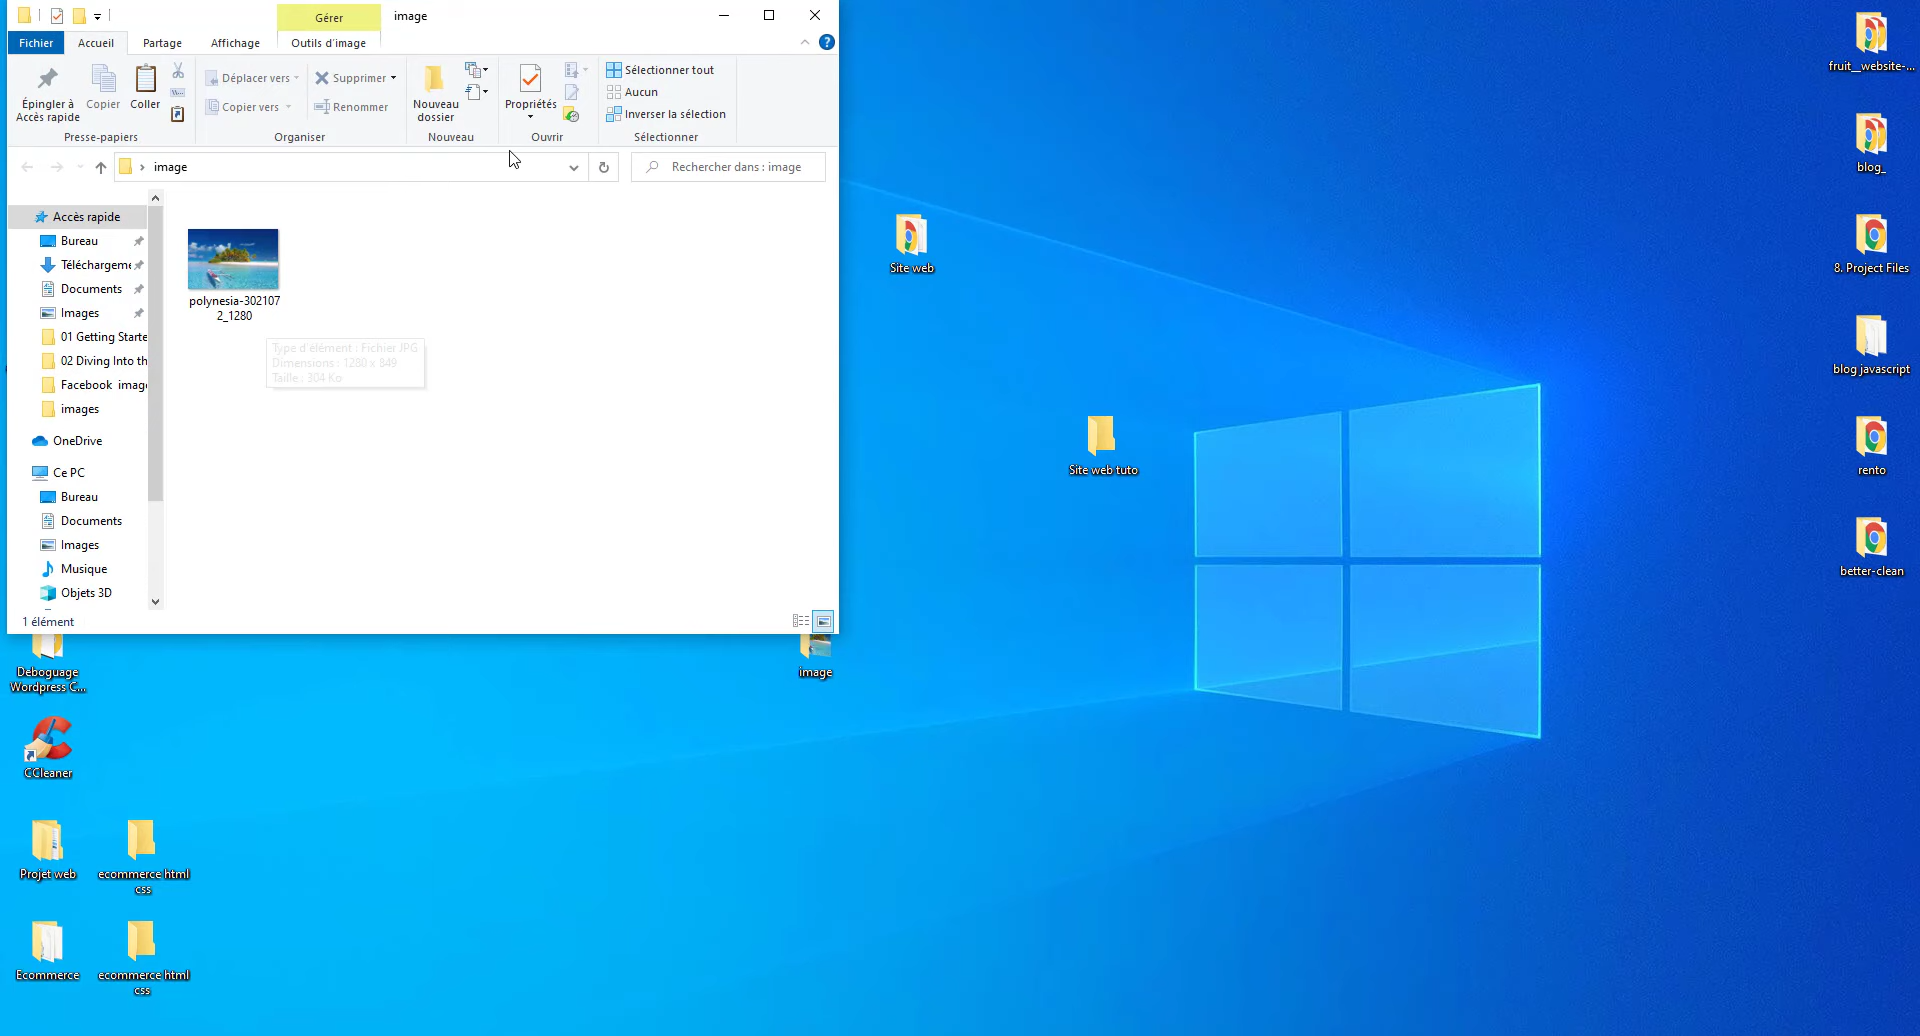 Gérer
image
Fichier
Accueil
Partage
Affichage
Outils d'image
Épingler à
Accès rapide
Copier
Coller
Presse-papiers
Déplacer vers
Copier vers
Supprimer
Renommer
Organiser
Nouveau
dossier
Nouveau
Propriétés
Ouvrir
Sélectionner tout
Aucun
Inverser la sélection
Sélectionner
image
Rechercher dans : image
Accès rapide
Bureau
Téléchargeme
Documents
Images
01 Getting Starte
02 Diving Into th
Facebook image
images
OneDrive
Ce PC
Bureau
Documents
Images
Musique
Objets 3D
polynesia-302107
2_1280
Type d'élément : Fichier JPG
Dimensions : 1280 x 849
Taille : 304 Ko
1 élément
Site web
Site web tuto
image
fruit_website-...
blog_
8. Project Files
blog javascript
rento
better-clean
Deboguage
Wordpress C...
CCleaner
Projet web
ecommerce html
css
Ecommerce
ecommerce html
css